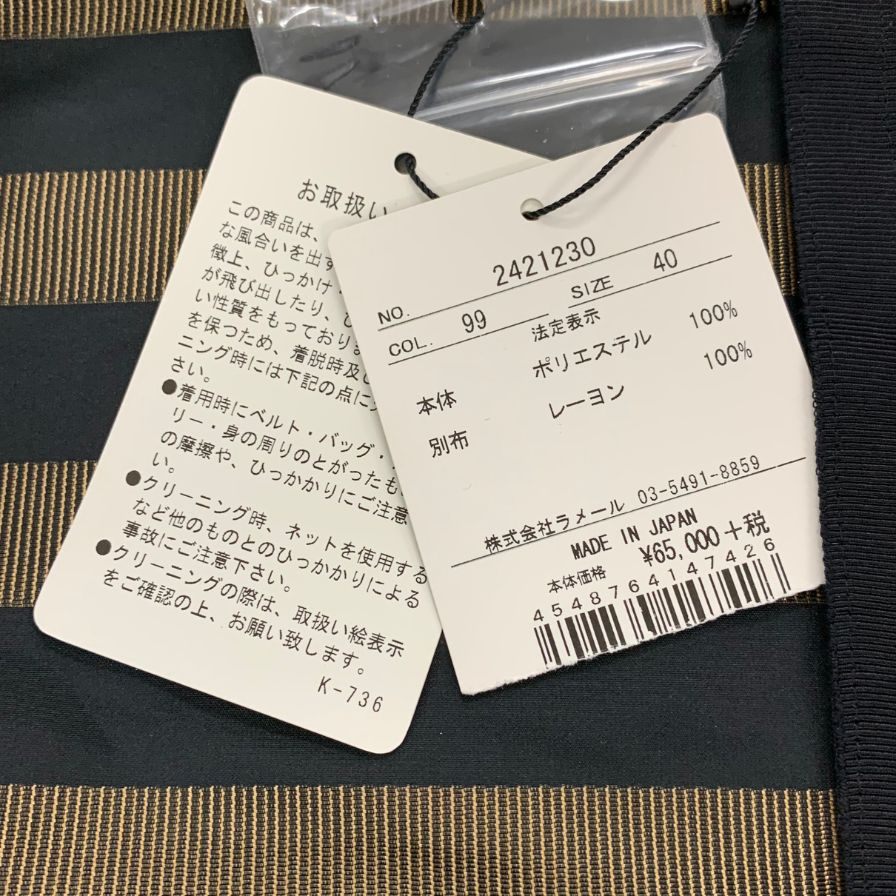 お取扱い
この商品は、
な風合いを出す
徴上、ひっかけ
が飛び出したり、ひ
い性質をもっており
を保つため、着脱時及び
ニング時には下記の点に
さい。
●着用時にベルト・バッグ・
リー・身の周りのとがったも
の摩擦や、ひっかかりにご注意
い。
●クリーニング時、ネットを使用する
など他のものとのひっかかりによる
事故にご注意下さい。
●クリーニングの際は、取扱い絵表示
をご確認の上、お願い致します。
K-736
NO. 2421230
COL. 99 SIZE 40
法定表示
本体 ポリエステル 100%
別布 レーヨン 100%
株式会社ラメール 03-5491-8859
MADE IN JAPAN
本体価格 ¥65,000+税
4548764147426